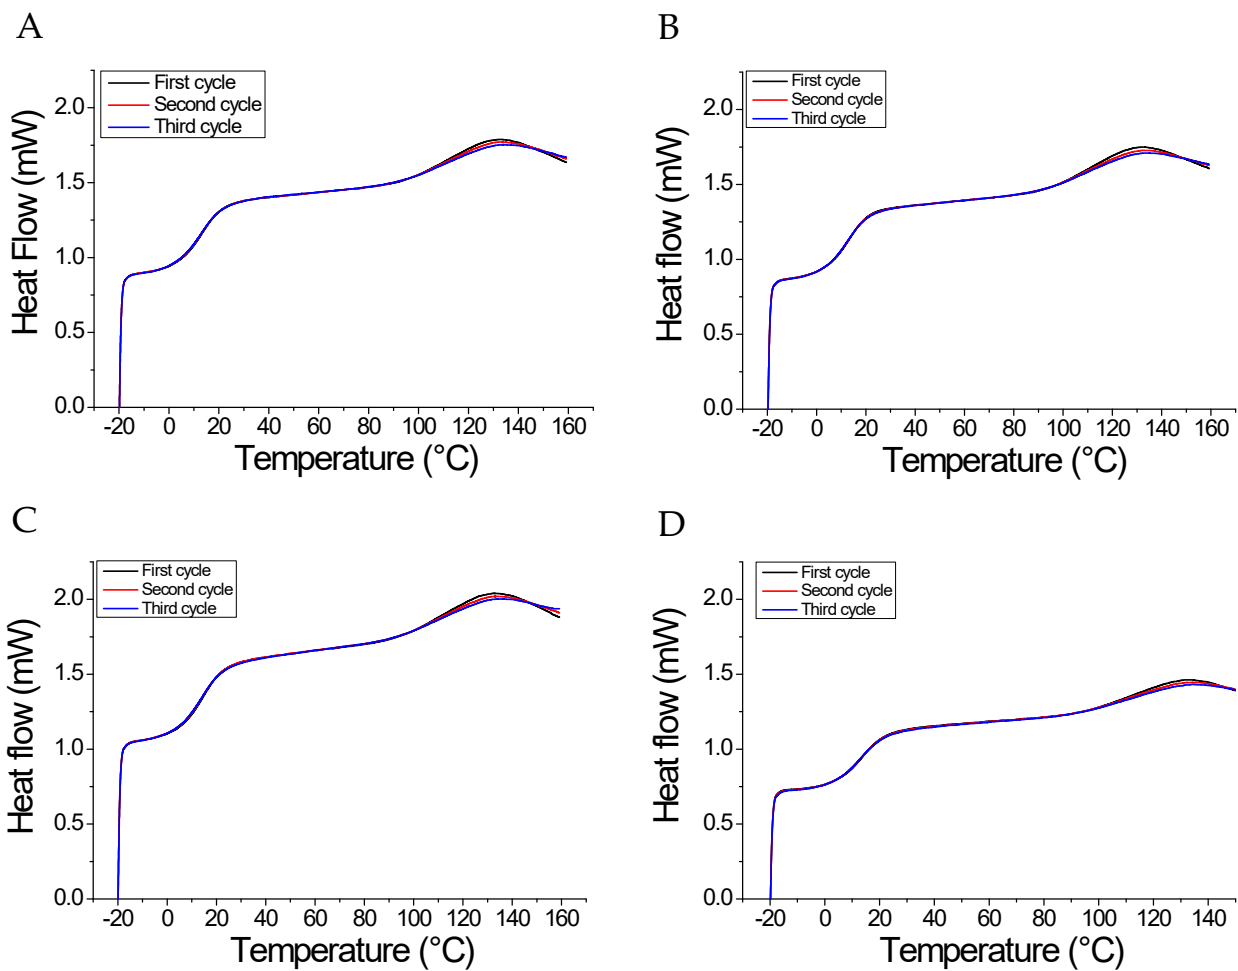 A
First cycle
Second cycle
Third cycle
Heat Flow (mW)
2.0
1.5
1.0
0.5
0.0
-20 0 20 40 60 80 100 120 140 160
Temperature (°C)
B
First cycle
Second cycle
Third cycle
Heat flow (mW)
2.0
1.5
1.0
0.5
0.0
-20 0 20 40 60 80 100 120 140 160
Temperature (°C)
C
First cycle
Second cycle
Third cycle
Heat flow (mW)
2.0
1.5
1.0
0.5
0.0
-20 0 20 40 60 80 100 120 140 160
Temperature (°C)
D
First cycle
Second cycle
Third cycle
Heat flow (mW)
2.0
1.5
1.0
0.5
0.0
-20 0 20 40 60 80 100 120 140
Temperature (°C)